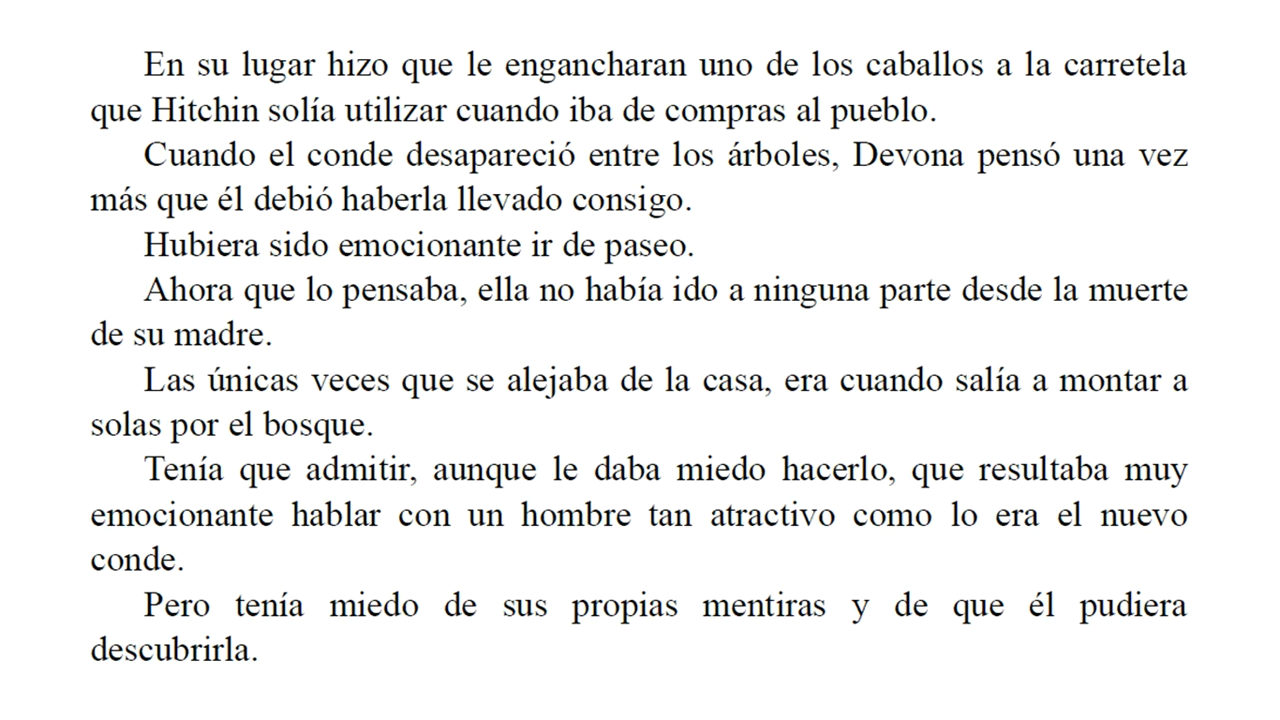 En su lugar hizo que le engancharan uno de los caballos a la carretela
que Hitchin solía utilizar cuando iba de compras al pueblo.
Cuando el conde desapareció entre los árboles, Devona pensó una vez
más que él debió haberla llevado consigo.
Hubiera sido emocionante ir de paseo.
Ahora que lo pensaba, ella no había ido a ninguna parte desde la muerte
de su madre.
Las únicas veces que se alejaba de la casa, era cuando salía a montar a
solas por el bosque.
Tenía que admitir, aunque le daba miedo hacerlo, que resultaba muy
emocionante hablar con un hombre tan atractivo como lo era el nuevo
conde.
Pero tenía miedo de sus propias mentiras y de que él pudiera
descubrirla.